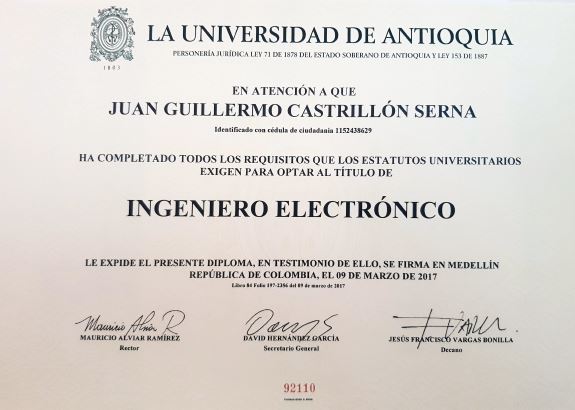 LA UNIVERSIDAD DE ANTIOQUIA
PERSONERÍA JURÍDICA LEY 71 DE 1878 DEL ESTADO SOBERANO DE ANTIOQUIA Y LEY 153 DE 1887
1803
EN ATENCIÓN A QUE
JUAN GUILLERMO CASTRILLÓN SERNA
Identificado con cédula de ciudadanía 1152438629
HA COMPLETADO TODOS LOS REQUISITOS QUE LOS ESTATUTOS UNIVERSITARIOS
EXIGEN PARA OPTAR AL TÍTULO DE
INGENIERO ELECTRÓNICO
LE EXPIDE EL PRESENTE DIPLOMA, EN TESTIMONIO DE ELLO, SE FIRMA EN MEDELLÍN
REPÚBLICA DE COLOMBIA, EL 09 DE MARZO DE 2017
Libro 84 Folio 197-2356 del 09 de marzo de 2017
Mauricio Alviar R
MAURICIO ALVIAR RAMÍREZ
Rector
DAVID HERNÁNDEZ GARCÍA
Secretario General
JESÚS FRANCISCO VARGAS BONILLA
Decano
92110